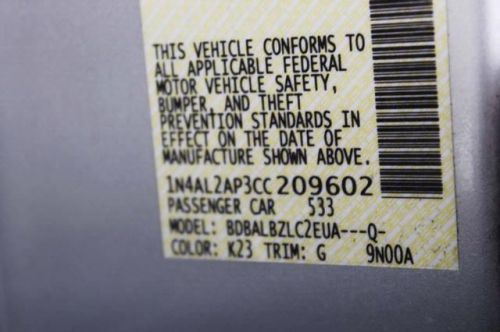 THIS VEHICLE CONFORMS TO
ALL APPLICABLE FEDERAL
MOTOR VEHICLE SAFETY,
BUMPER, AND THEFT
PREVENTION STANDARDS IN
EFFECT ON THE DATE OF
MANUFACTURE SHOWN ABOVE.
1N4AL2AP3CC209602
PASSENGER CAR 533
MODEL: BDBALBZLC2EUA---Q-
COLOR: K23 TRIM: G 9N00A